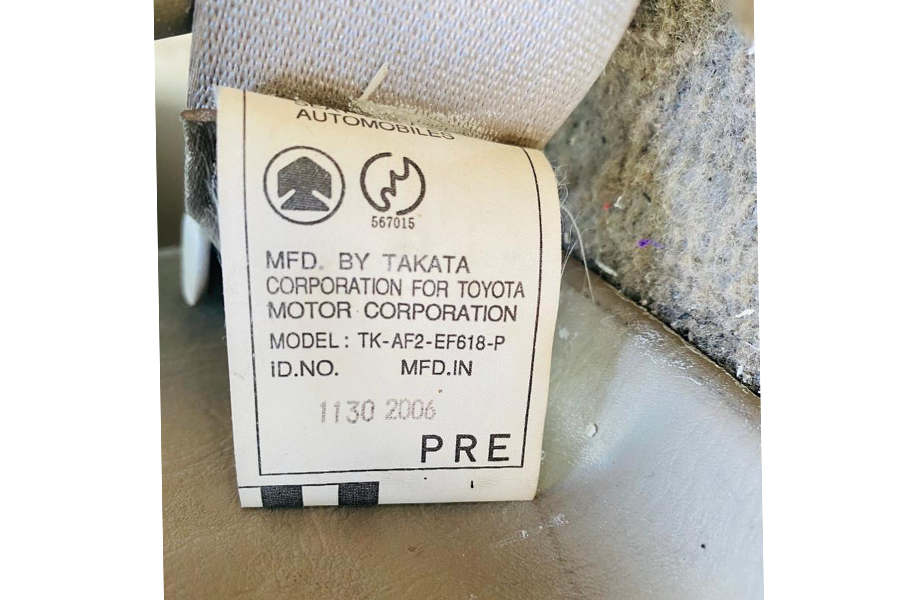 AUTOMOBILES
567015
MFD. BY TAKATA
CORPORATION FOR TOYOTA
MOTOR CORPORATION
MODEL: TK-AF2-EF618-P
ID.NO. MFD.IN
1130 2006
PRE